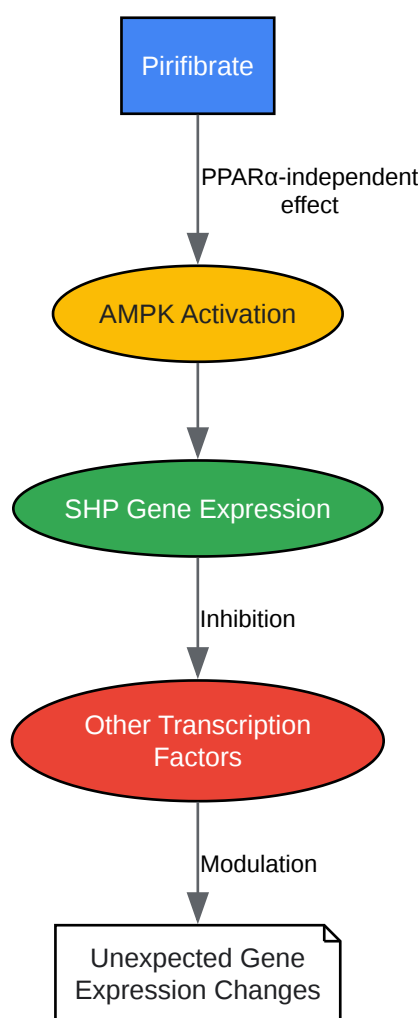 Pirifibrate
PPARα-independent
effect
AMPK Activation
SHP Gene Expression
Inhibition
Other Transcription
Factors
Modulation
Unexpected Gene
Expression Changes